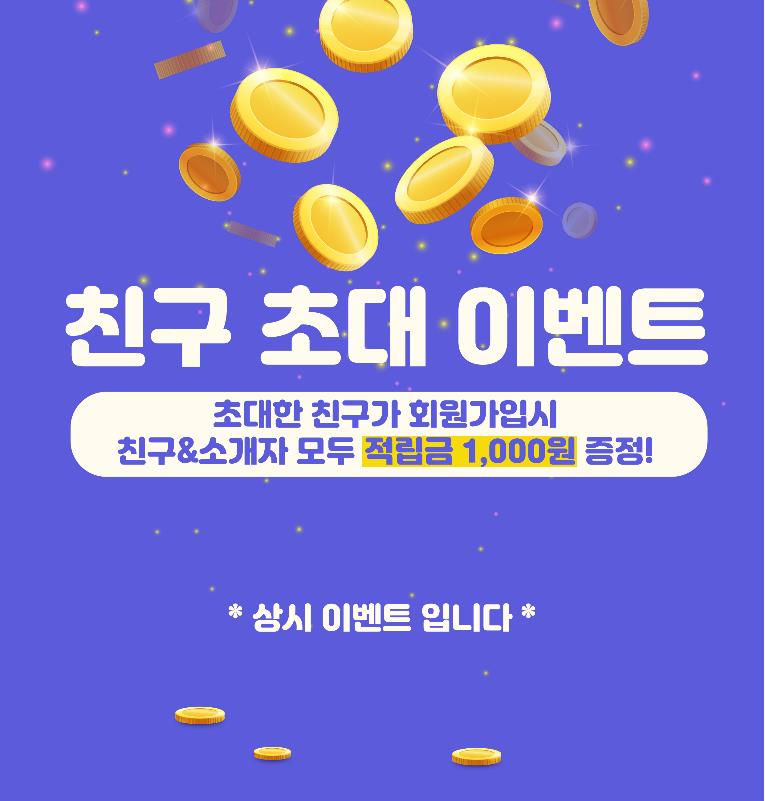 친구 초대 이벤트
초대한 친구가 회원가입시
친구&소개자 모두 적립금 1,000원 증정!
* 상시 이벤트 입니다 *